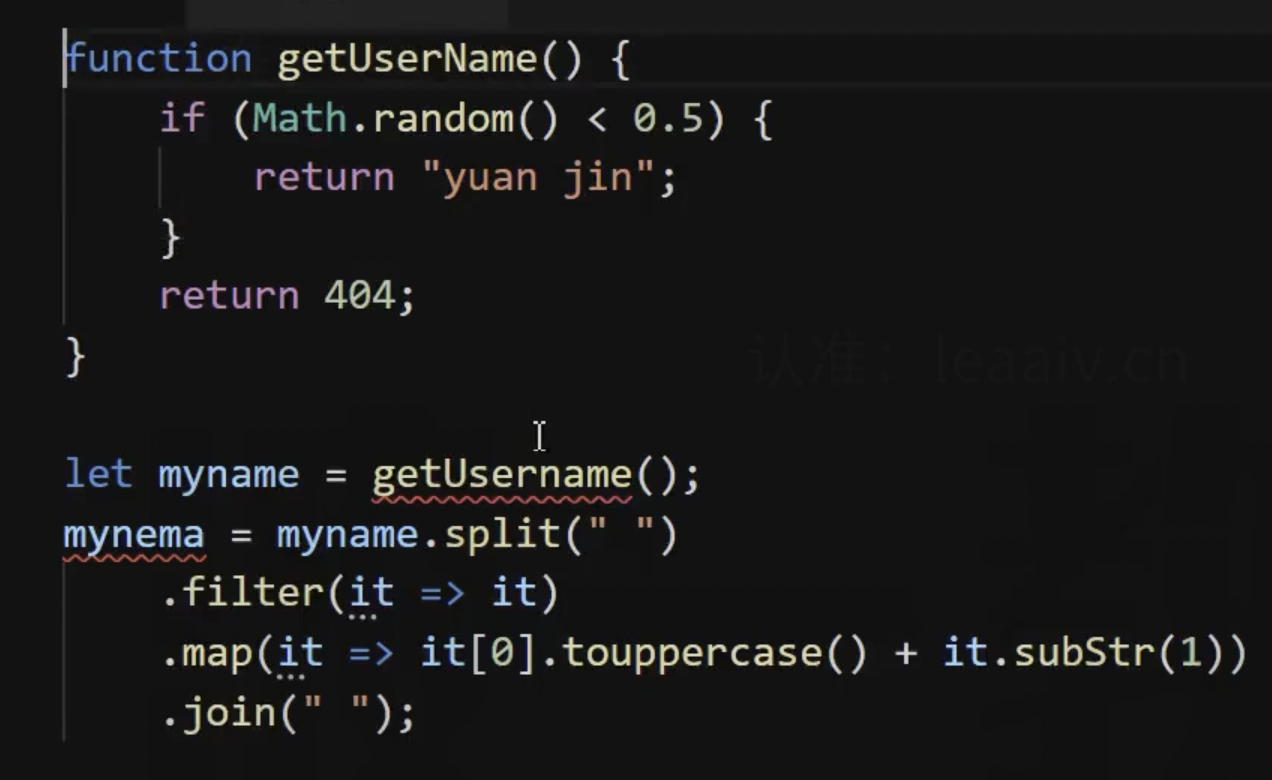 function getUserName() {
    if (Math.random() < 0.5) {
        return "yuan jin";
    }
    return 404;
}
认准：leaaiv.cn
let myname = getUsername();
mynema = myname.split(" ")
    .filter(it => it)
    .map(it => it[0].touppercase() + it.subStr(1))
    .join(" ");